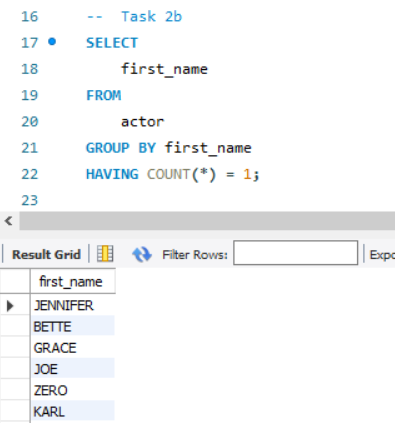 16 -- Task 2b
17 SELECT
18 first_name
19 FROM
20 actor
21 GROUP BY first_name
22 HAVING COUNT(*) = 1;
23
Result Grid Filter Rows: Expo
first_name
JENNIFER
BETTE
GRACE
JOE
ZERO
KARL